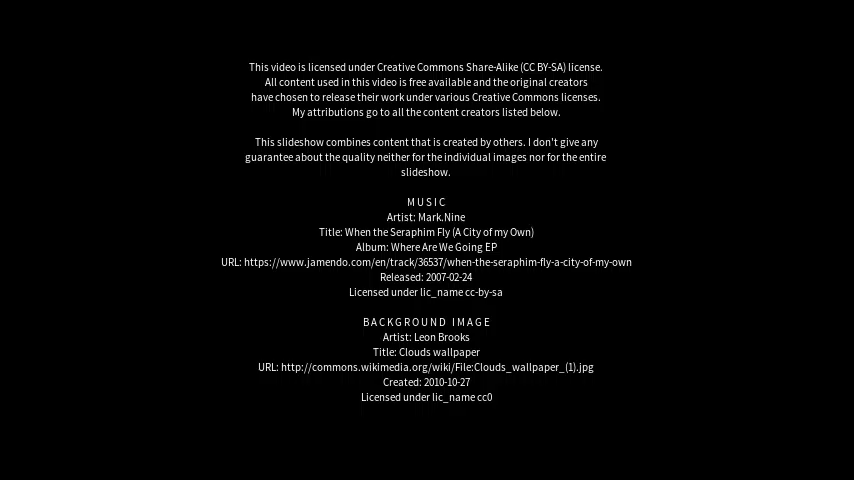 This video is licensed under Creative Commons Share-Alike (CC BY-SA) license.
All content used in this video is free available and the original creators
have chosen to release their work under various Creative Commons licenses.
My attributions go to all the content creators listed below.
This slideshow combines content that is created by others. I don't give any
guarantee about the quality neither for the individual images nor for the entire
slideshow.
M U S I C
Artist: Mark.Nine
Title: When the Seraphim Fly (A City of my Own)
Album: Where Are We Going EP
URL: https://www.jamendo.com/en/track/36537/when-the-seraphim-fly-a-city-of-my-own
Released: 2007-02-24
Licensed under lic_name cc-by-sa
B A C K G R O U N D   I M A G E
Artist: Leon Brooks
Title: Clouds wallpaper
URL: http://commons.wikimedia.org/wiki/File:Clouds_wallpaper_(1).jpg
Created: 2010-10-27
Licensed under lic_name cc0